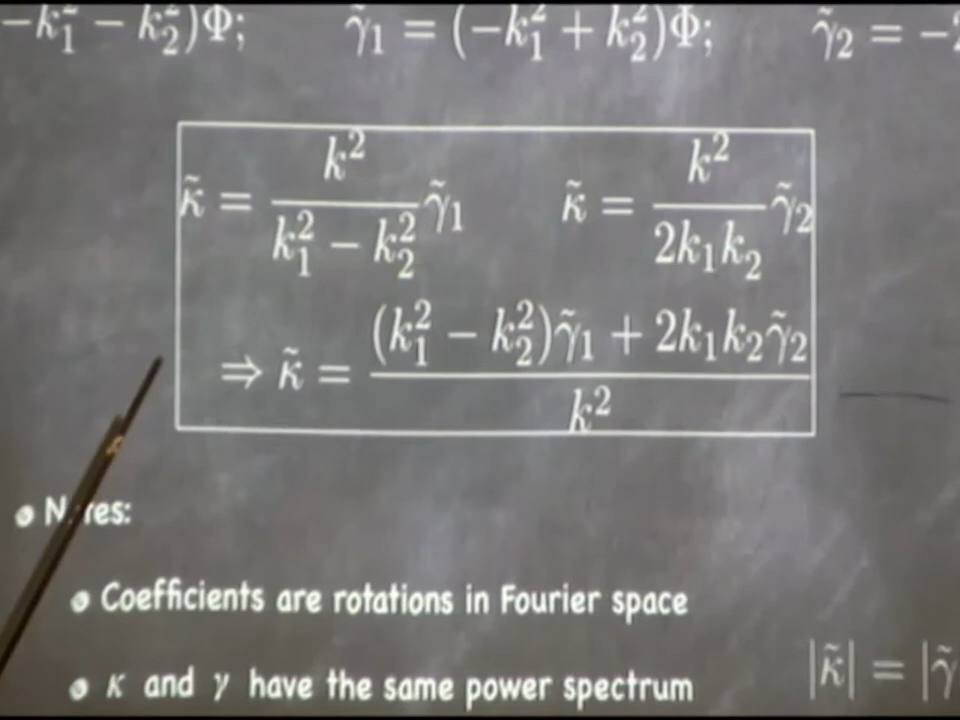 −k₁² − k₂²)Φ; γ̃₁ = (−k₁² + k₂²)Φ; γ̃₂ = −2
κ̃ = k² / (k₁² − k₂²) γ̃₁ κ̃ = k² / (2k₁k₂) γ̃₂
⇒ κ̃ = ((k₁² − k₂²)γ̃₁ + 2k₁k₂γ̃₂) / k²
Coefficients are rotations in Fourier space
κ and γ have the same power spectrum
|κ̃| = |γ̃